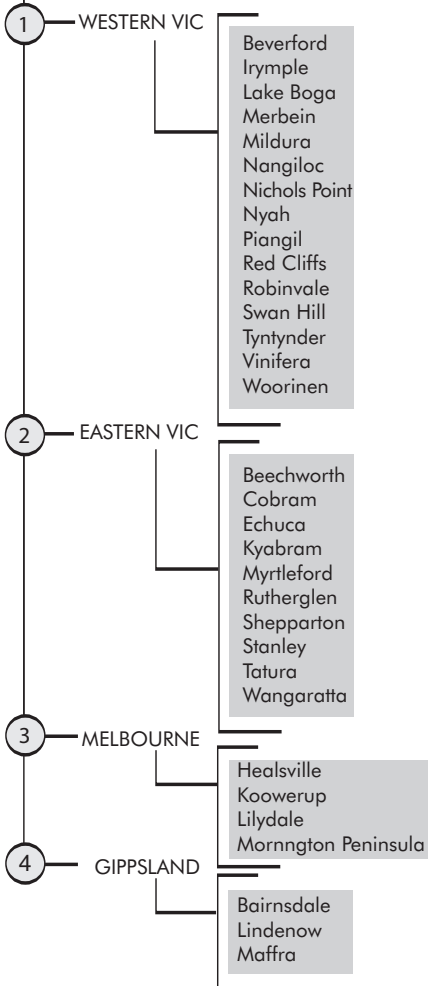 1 WESTERN VIC
Beverford
Irymple
Lake Boga
Merbein
Mildura
Nangiloc
Nichols Point
Nyah
Piangil
Red Cliffs
Robinvale
Swan Hill
Tyntynder
Vinifera
Woorinen
2 EASTERN VIC
Beechworth
Cobram
Echuca
Kyabram
Myrtleford
Rutherglen
Shepparton
Stanley
Tatura
Wangaratta
3 MELBOURNE
Healsville
Koowerup
Lilydale
Mornngton Peninsula
4 GIPPSLAND
Bairnsdale
Lindenow
Maffra